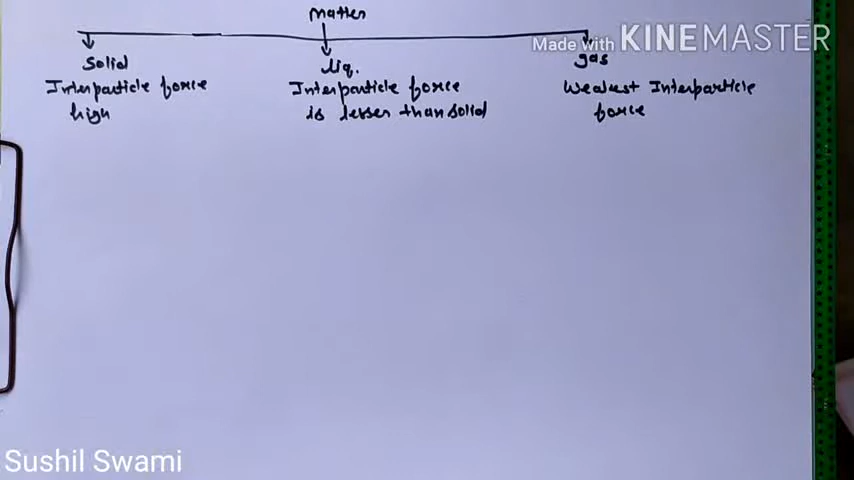 Matter
Made with KINEMASTER
Solid
liq.
gas
Interparticle force
high
Interparticle force
is lesser than solid
Weakest Interparticle
force
Sushil Swami